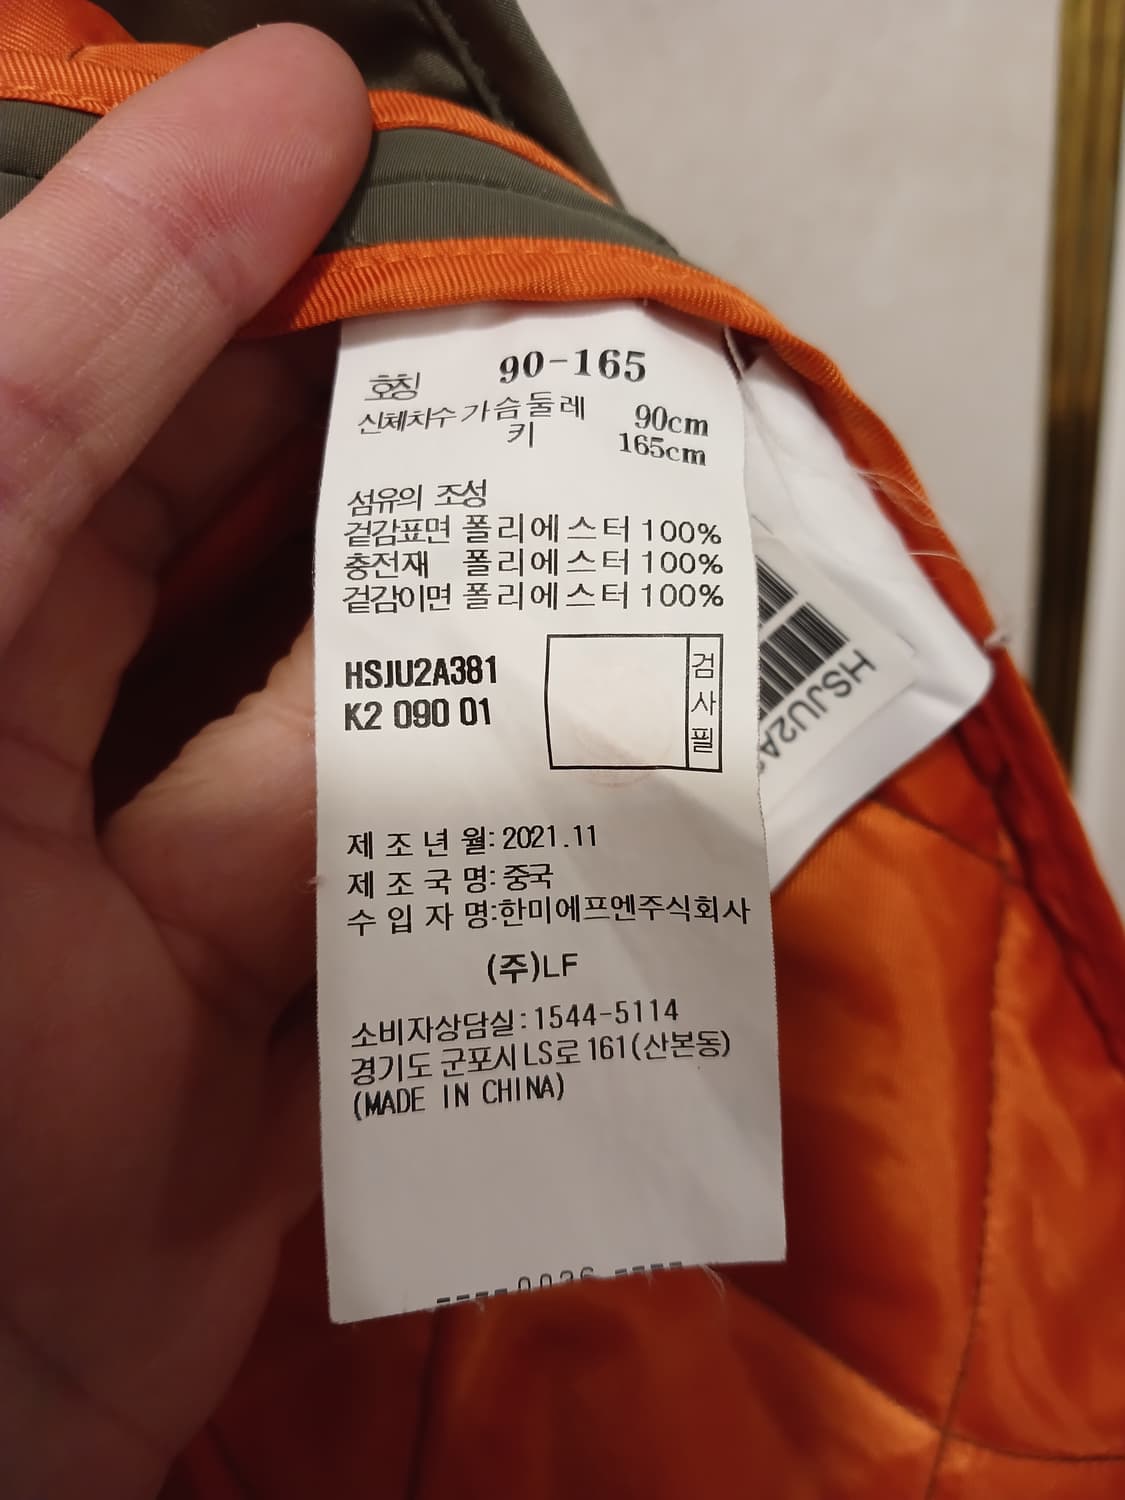 호칭 90-165
신체치수 가슴둘레 90cm
키 165cm
섬유의 조성
겉감표면 폴리에스터 100%
충전재 폴리에스터 100%
겉감이면 폴리에스터 100%
HSJU2A381
K2 090 01
검사필
제 조 년 월: 2021.11
제 조 국 명: 중국
수 입 자 명:한미에프엔주식회사
(주)LF
소비자상담실:1544-5114
경기도 군포시 LS로 161(산본동)
(MADE IN CHINA)
HSJU2A